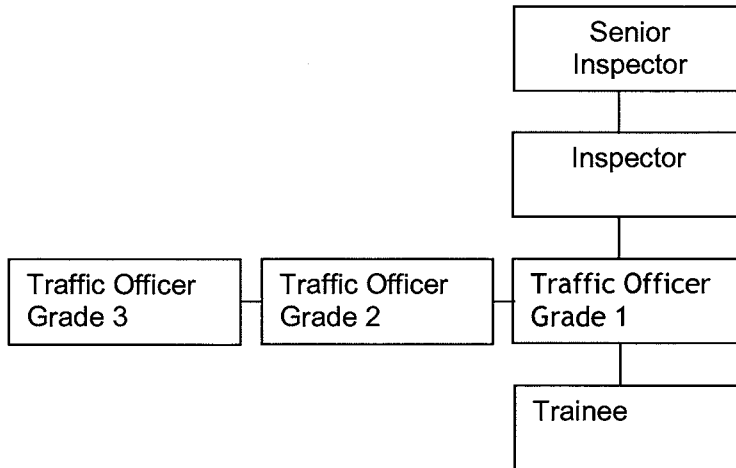 Senior
Inspector
Inspector
Traffic Officer
Grade 3
Traffic Officer
Grade 2
Traffic Officer
Grade 1
Trainee